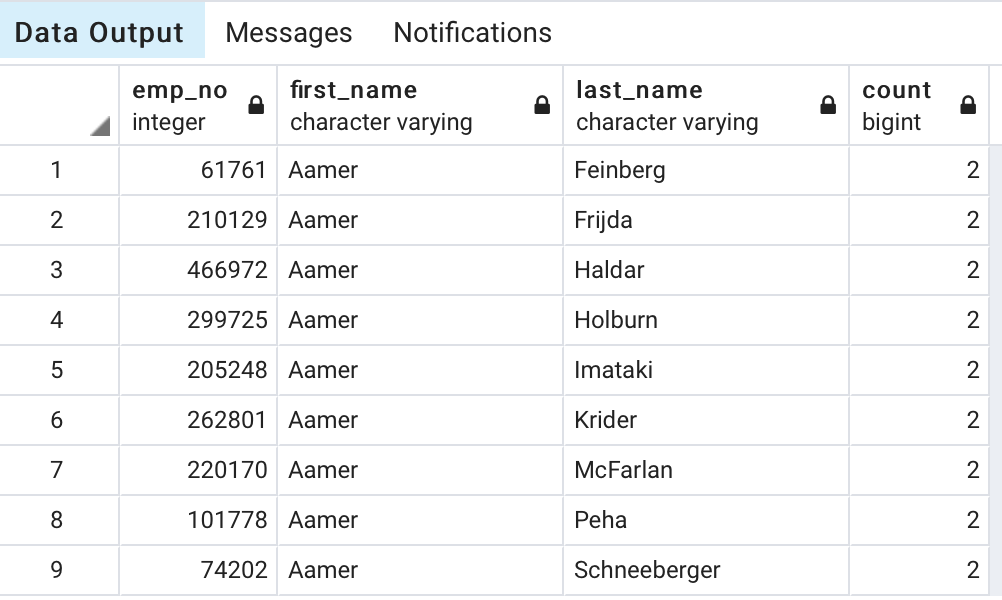 Data Output Messages Notifications
emp_no first_name last_name count
integer character varying character varying bigint
1 61761 Aamer Feinberg 2
2 210129 Aamer Frijda 2
3 466972 Aamer Haldar 2
4 299725 Aamer Holburn 2
5 205248 Aamer Imataki 2
6 262801 Aamer Krider 2
7 220170 Aamer McFarlan 2
8 101778 Aamer Peha 2
9 74202 Aamer Schneeberger 2